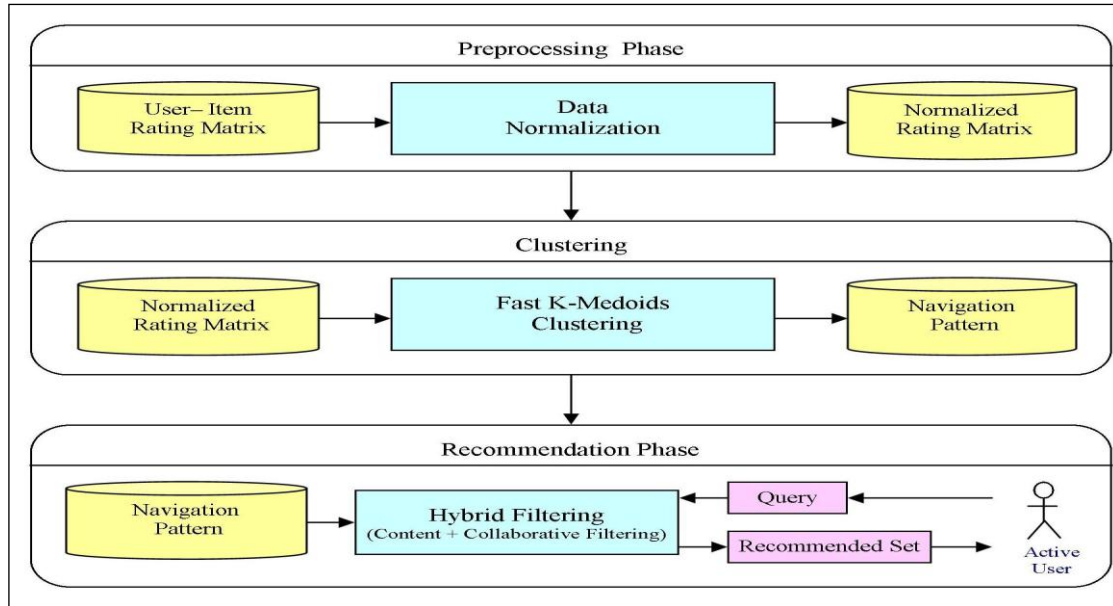 Preprocessing Phase
User– Item
Rating Matrix
Data
Normalization
Normalized
Rating Matrix
Clustering
Normalized
Rating Matrix
Fast K-Medoids
Clustering
Navigation
Pattern
Recommendation Phase
Navigation
Pattern
Hybrid Filtering
(Content + Collaborative Filtering)
Query
Recommended Set
Active
User